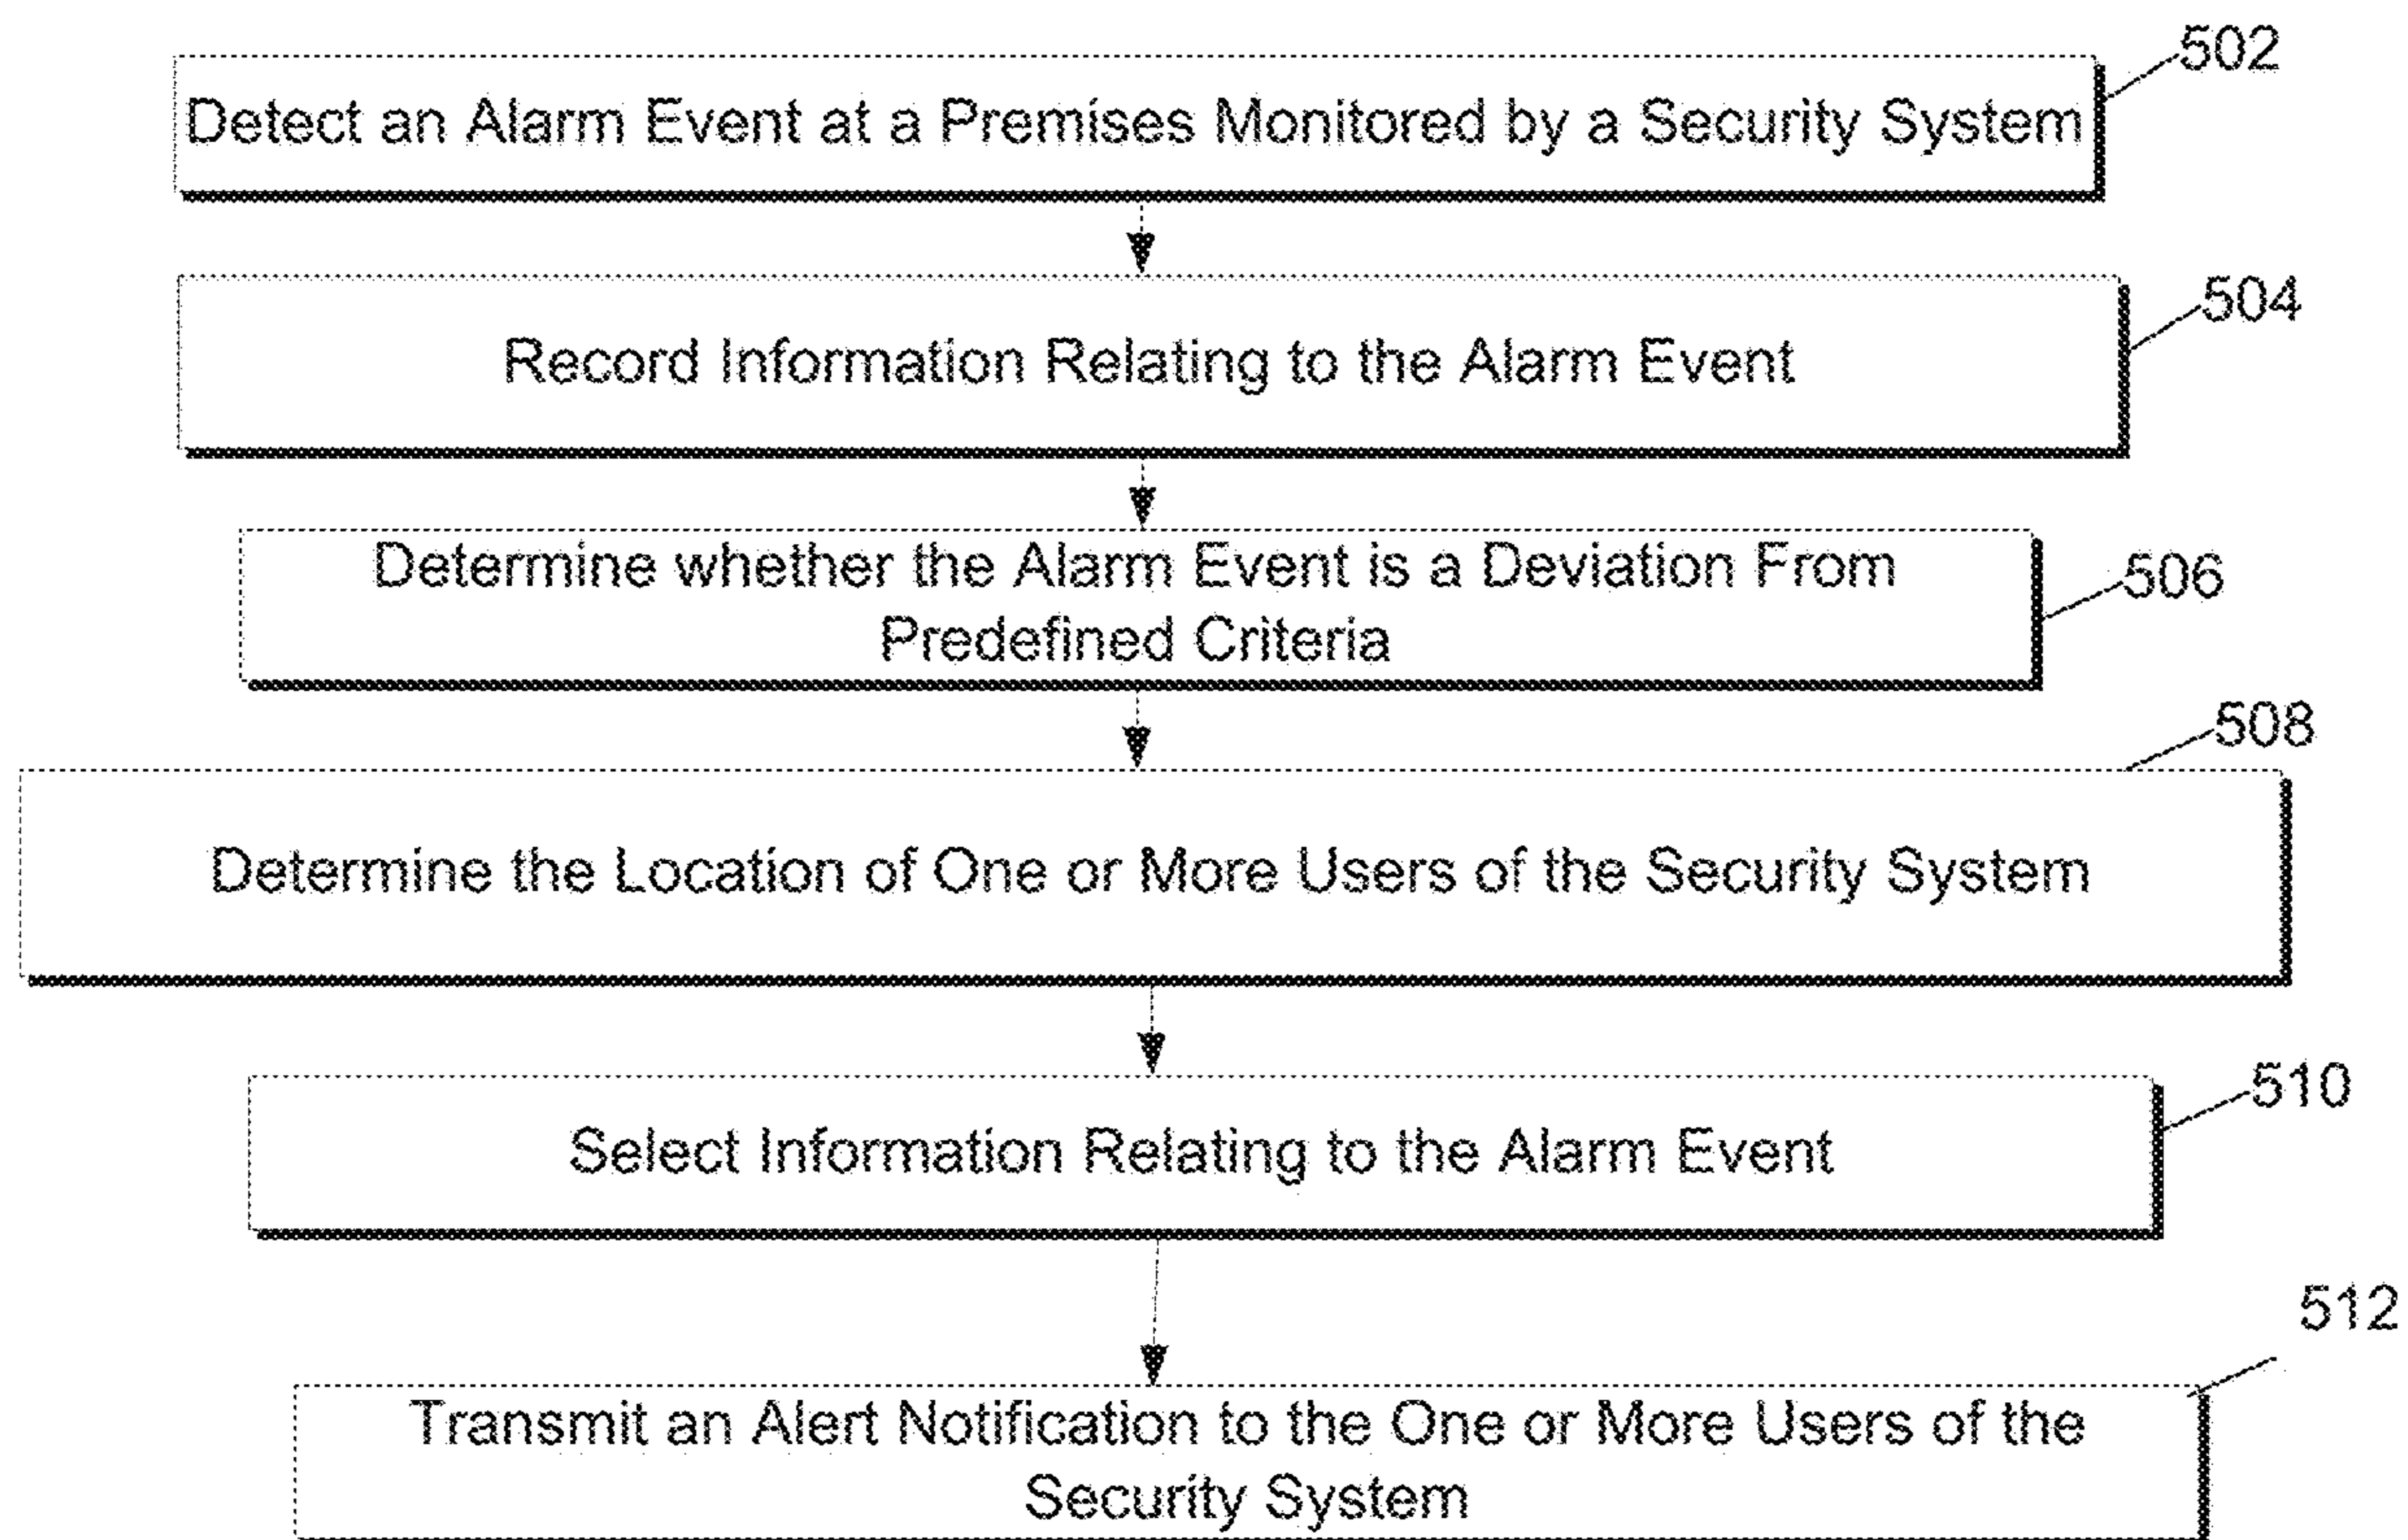 502
Detect an Alarm Event at a Premises Monitored by a Security System
504
Record Information Relating to the Alarm Event
506
Determine whether the Alarm Event is a Deviation From
Predefined Criteria
508
Determine the Location of One or More Users of the Security System
510
Select Information Relating to the Alarm Event
512
Transmit an Alert Notification to the One or More Users of the
Security System